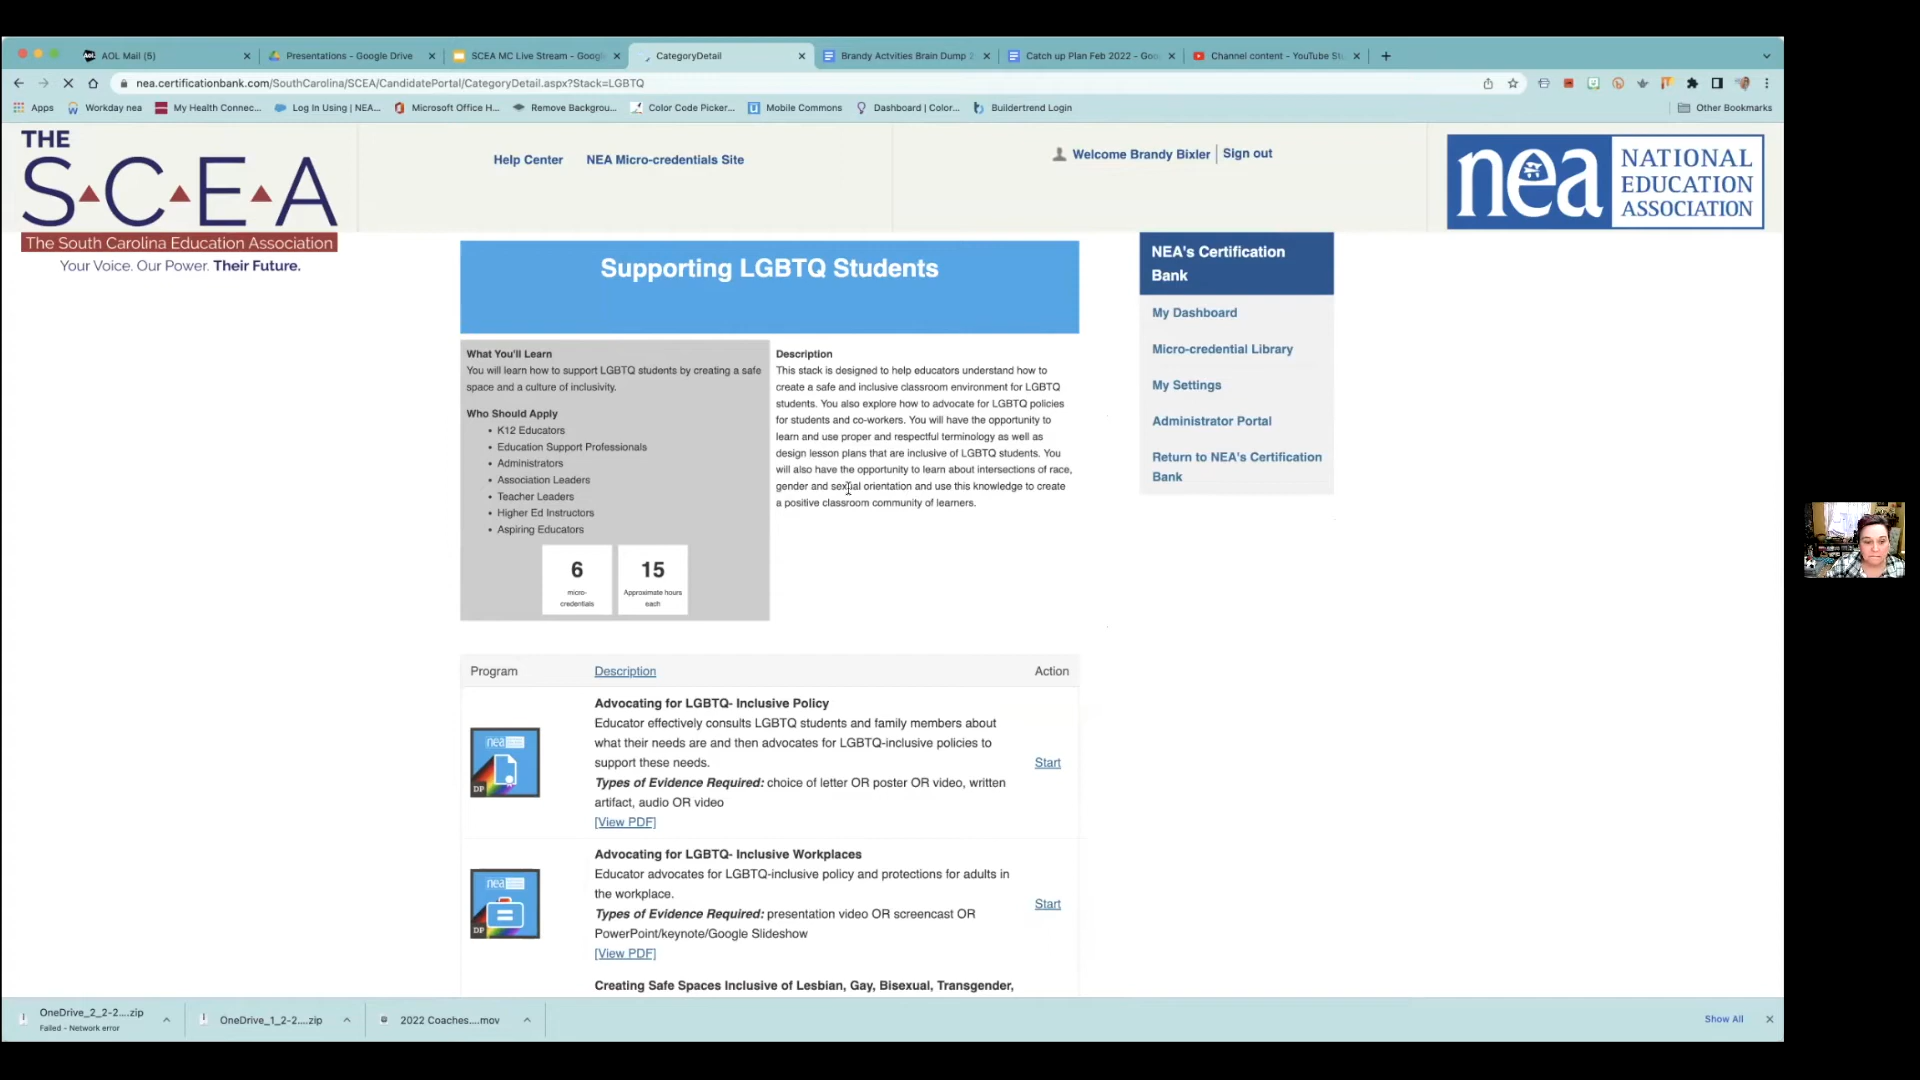 AOL Mail (5)
Presentations - Google Drive
SCEA MC Live Stream - Google
CategoryDetail
Brandy Actvities Brain Dump 2
Catch up Plan Feb 2022 - Goo
Channel content - YouTube St
nea.certificationbank.com/SouthCarolina/SCEA/CandidatePortal/CategoryDetail.aspx?Stack=LGBTQ
Apps
Workday nea
My Health Connec...
Log In Using | NEA...
Microsoft Office H...
Remove Backgrou...
Color Code Picker...
Mobile Commons
Dashboard | Color...
Buildertrend Login
Other Bookmarks
THE
S C E A
The South Carolina Education Association
Your Voice. Our Power. Their Future.
Help Center
NEA Micro-credentials Site
Welcome Brandy Bixler
Sign out
nea
NATIONAL
EDUCATION
ASSOCIATION
Supporting LGBTQ Students
What You'll Learn
You will learn how to support LGBTQ students by creating a safe
space and a culture of inclusivity.
Who Should Apply
• K12 Educators
• Education Support Professionals
• Administrators
• Association Leaders
• Teacher Leaders
• Higher Ed Instructors
• Aspiring Educators
6
micro-
credentials
15
Approximate hours
each
Description
This stack is designed to help educators understand how to
create a safe and inclusive classroom environment for LGBTQ
students. You also explore how to advocate for LGBTQ policies
for students and co-workers. You will have the opportunity to
learn and use proper and respectful terminology as well as
design lesson plans that are inclusive of LGBTQ students. You
will also have the opportunity to learn about intersections of race,
gender and sexual orientation and use this knowledge to create
a positive classroom community of learners.
NEA's Certification
Bank
My Dashboard
Micro-credential Library
My Settings
Administrator Portal
Return to NEA's Certification
Bank
Program
Description
Action
nea
DP
Advocating for LGBTQ- Inclusive Policy
Educator effectively consults LGBTQ students and family members about
what their needs are and then advocates for LGBTQ-inclusive policies to
support these needs.
Types of Evidence Required: choice of letter OR poster OR video, written
artifact, audio OR video
[View PDF]
Start
nea
DP
Advocating for LGBTQ- Inclusive Workplaces
Educator advocates for LGBTQ-inclusive policy and protections for adults in
the workplace.
Types of Evidence Required: presentation video OR screencast OR
PowerPoint/keynote/Google Slideshow
[View PDF]
Start
Creating Safe Spaces Inclusive of Lesbian, Gay, Bisexual, Transgender,
OneDrive_2_2-2....zip
Failed - Network error
OneDrive_1_2-2....zip
2022 Coaches....mov
Show All